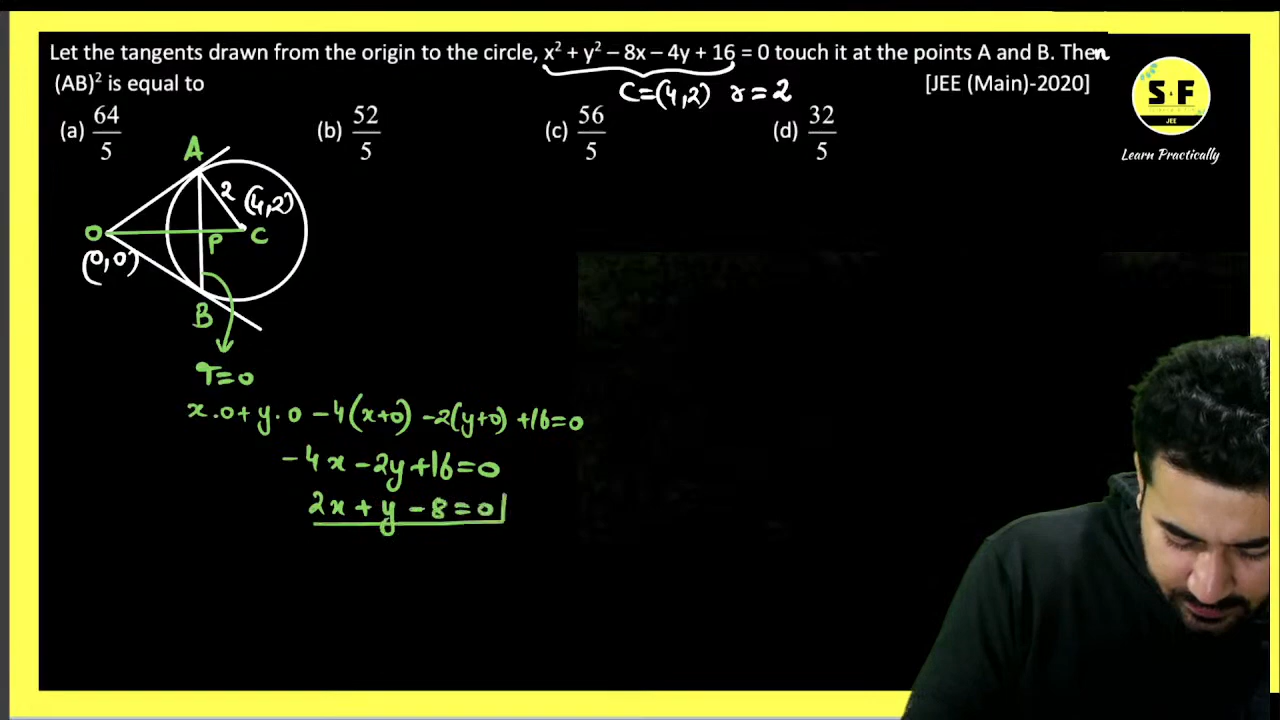 Let the tangents drawn from the origin to the circle, x² + y² – 8x – 4y + 16 = 0 touch it at the points A and B. Then
(AB)² is equal to [JEE (Main)-2020]
C=(4,2) r=2
(a) 64/5 (b) 52/5 (c) 56/5 (d) 32/5
S F
JEE
Learn Practically
A
2 (4,2)
O P C
(0,0)
B
T=0
x.0+y.0 -4(x+0) -2(y+0) +16=0
-4x-2y+16=0
2x+y-8=0